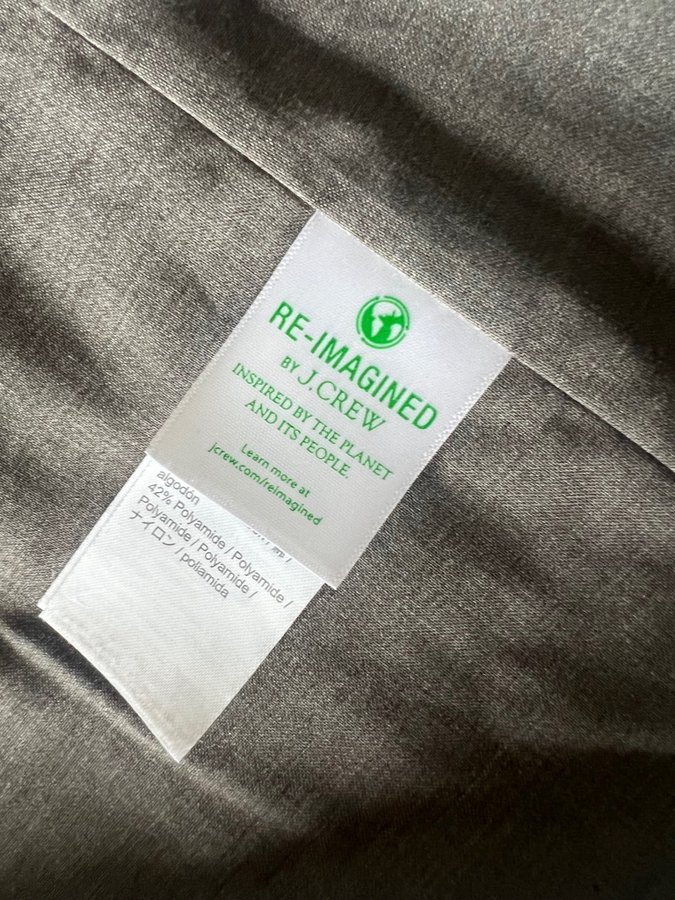 RE-IMAGINED
BY J.CREW
INSPIRED BY THE PLANET
AND ITS PEOPLE.
Learn more at
jcrew.com/reimagined
algodón
42% Polyamide / Polyamide /
Polyamide / Polyamide /
ナイロン / poliamida